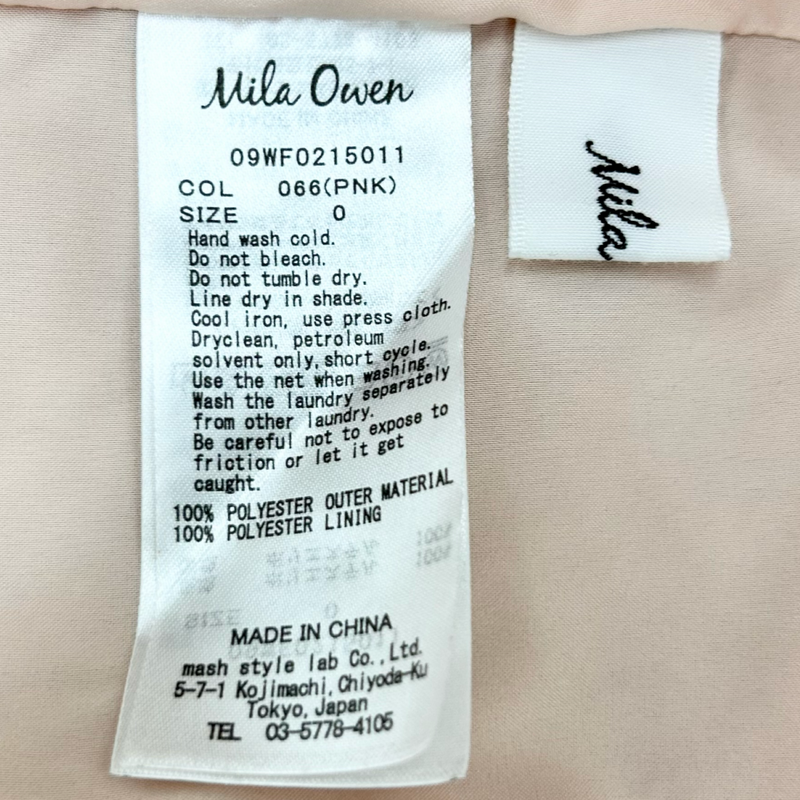 Mila Owen
09WF0215011
COL 066(PNK)
SIZE 0
Hand wash cold.
Do not bleach.
Do not tumble dry.
Line dry in shade.
Cool iron, use press cloth.
Dryclean, petroleum
solvent only, short cycle.
Use the net when washing.
Wash the laundry separately
from other laundry.
Be careful not to expose to
friction or let it get
caught.
100% POLYESTER OUTER MATERIAL
100% POLYESTER LINING
MADE IN CHINA
mash style lab Co., Ltd.
5-7-1 Kojimachi, Chiyoda-Ku
Tokyo, Japan
TEL 03-5778-4105
Mila